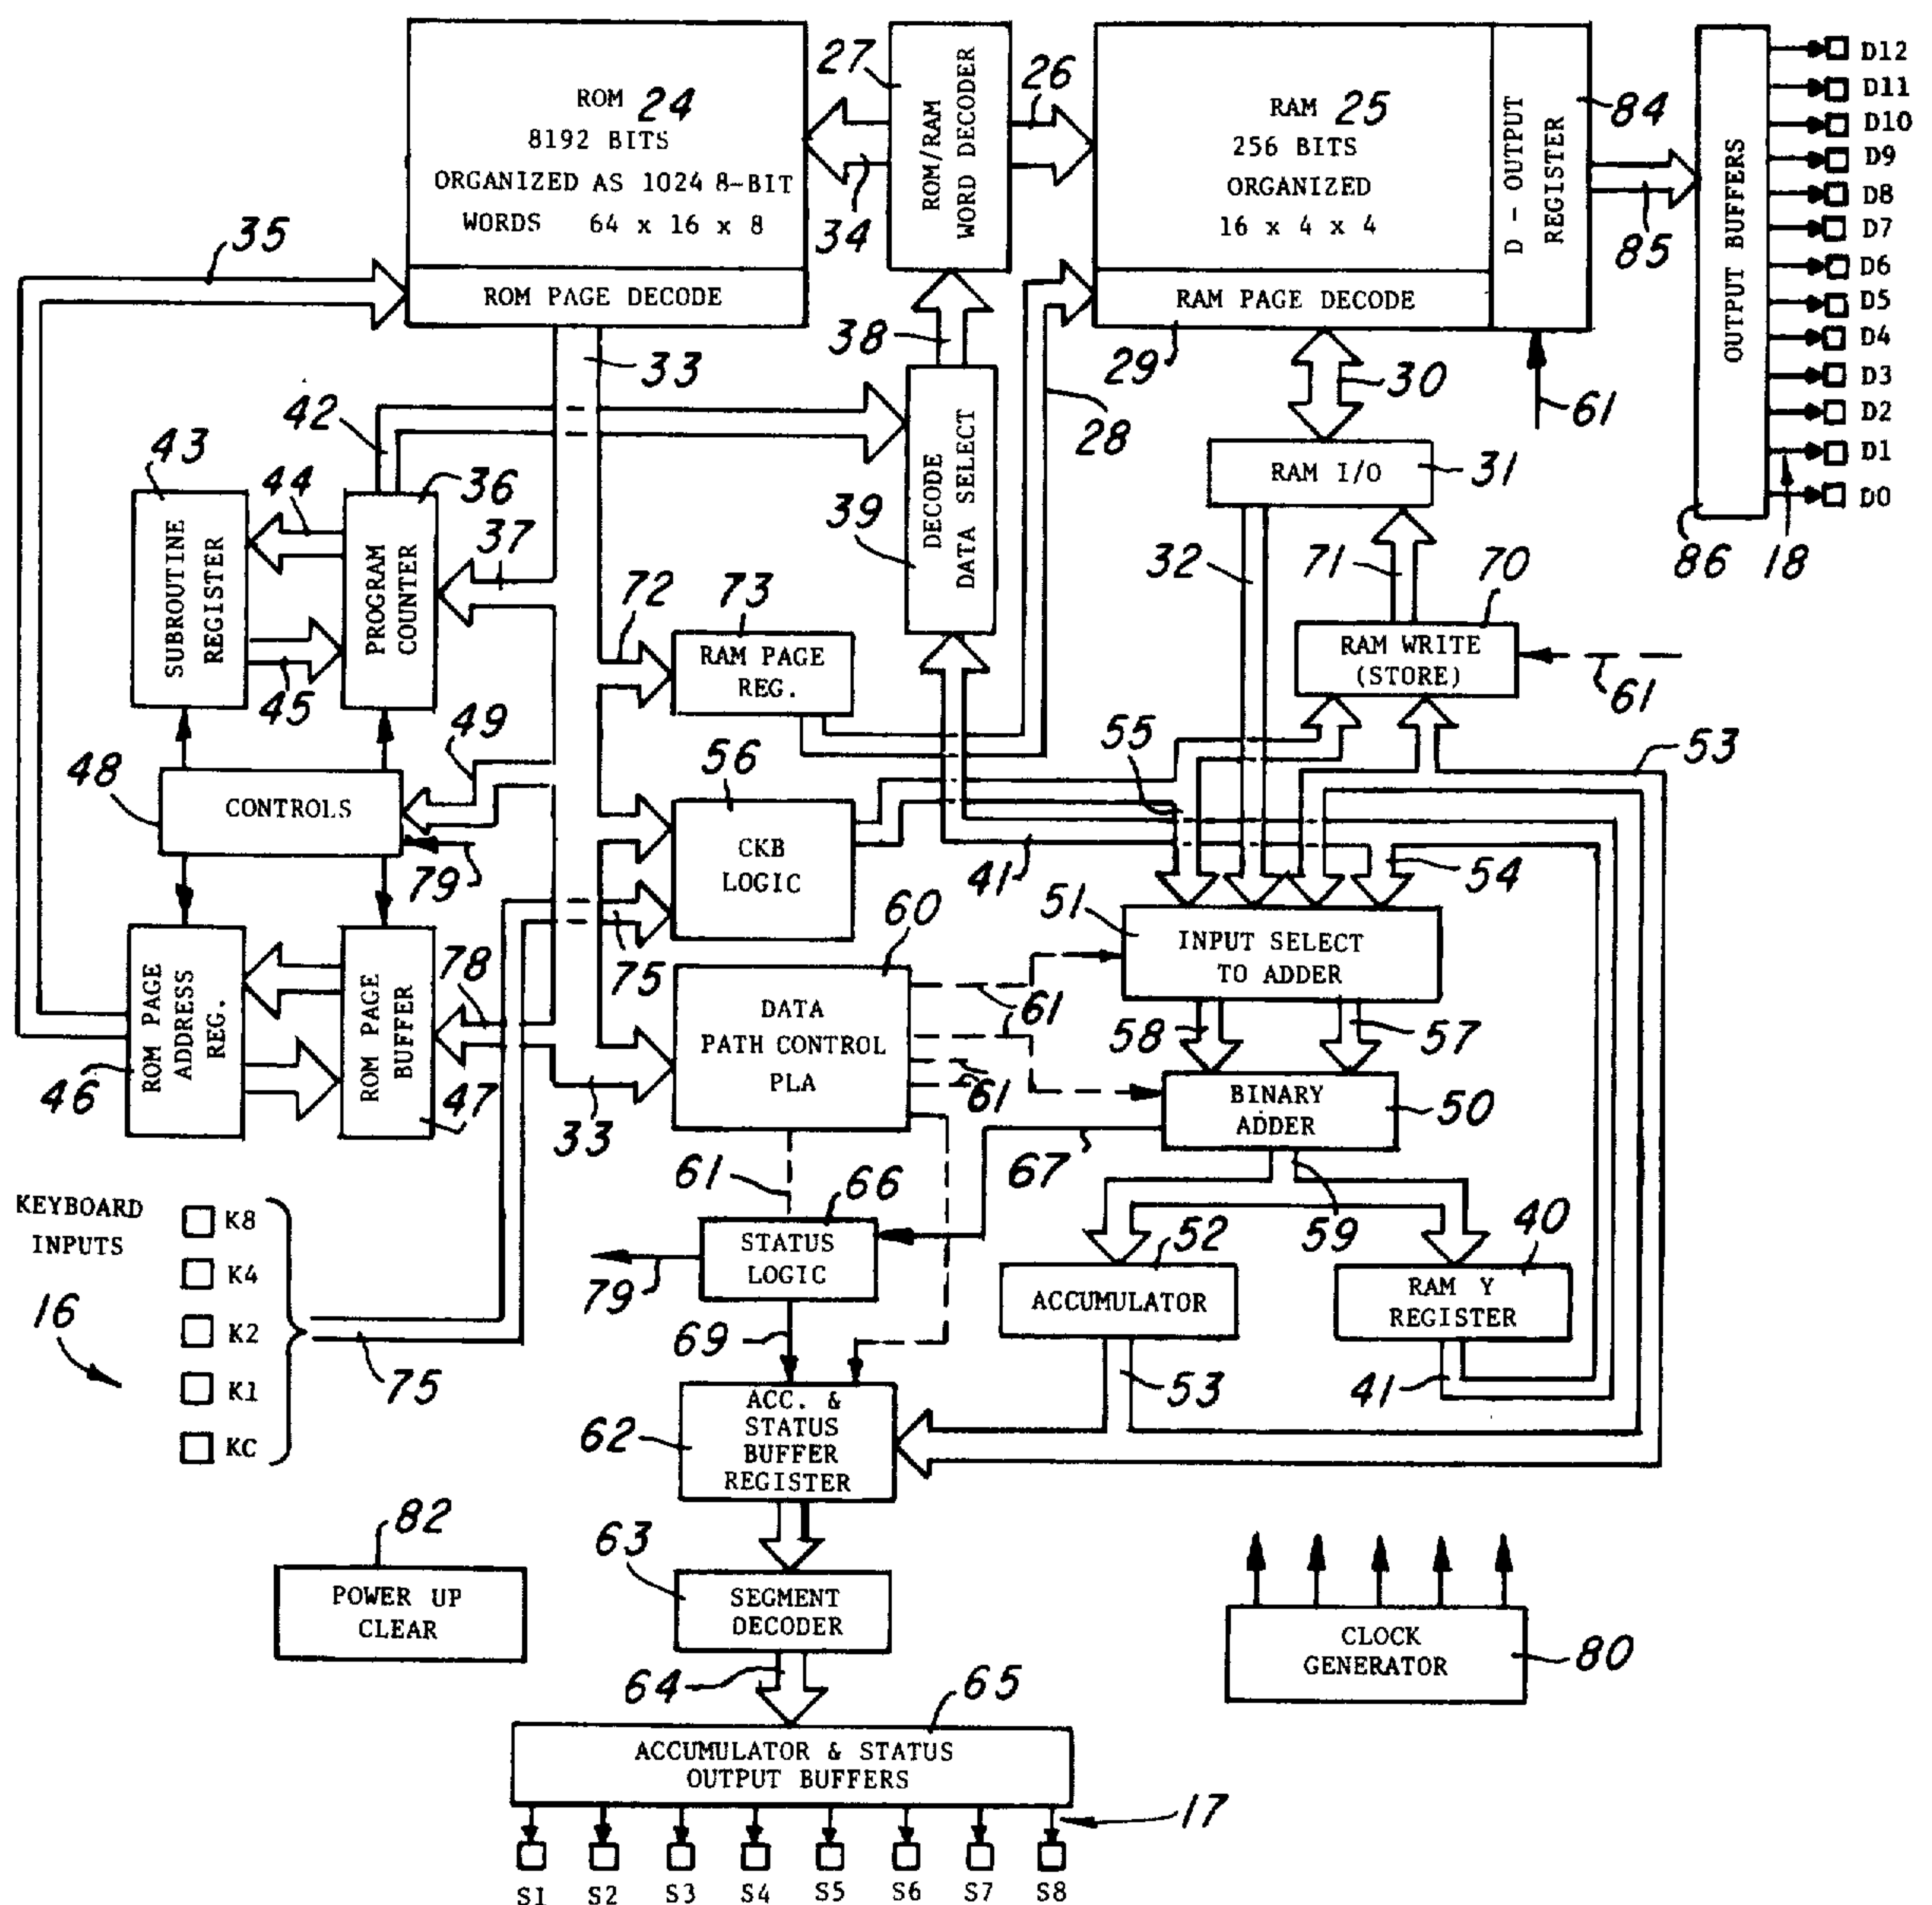 ROM 24
8192 BITS
ORGANIZED AS 1024 8-BIT
WORDS 64 x 16 x 8
ROM PAGE DECODE
27
ROM/RAM
WORD DECODER
26
34
RAM 25
256 BITS
ORGANIZED
16 x 4 x 4
RAM PAGE DECODE
D - OUTPUT
REGISTER
84
85
OUTPUT BUFFERS
D12
D11
D10
D9
D8
D7
D6
D5
D4
D3
D2
D1
D0
86
18
35
33
38
29
30
61
28
42
43
44
36
37
SUBROUTINE
REGISTER
PROGRAM
COUNTER
45
39
DECODE
DATA SELECT
RAM I/O
31
32
71
70
RAM WRITE
(STORE)
61
72
73
RAM PAGE
REG.
49
48
CONTROLS
79
56
CKB
LOGIC
55
53
41
54
46
ROM PAGE
ADDRESS
REG.
ROM PAGE
BUFFER
47
78
75
33
60
DATA
PATH CONTROL
PLA
61
61
61
51
INPUT SELECT
TO ADDER
58
57
BINARY
ADDER
50
67
59
61
66
STATUS
LOGIC
79
69
52
ACCUMULATOR
53
40
RAM Y
REGISTER
41
KEYBOARD
INPUTS
16
K8
K4
K2
K1
KC
75
62
ACC. &
STATUS
BUFFER
REGISTER
82
POWER UP
CLEAR
63
SEGMENT
DECODER
64
65
ACCUMULATOR & STATUS
OUTPUT BUFFERS
17
S1 S2 S3 S4 S5 S6 S7 S8
CLOCK
GENERATOR
80